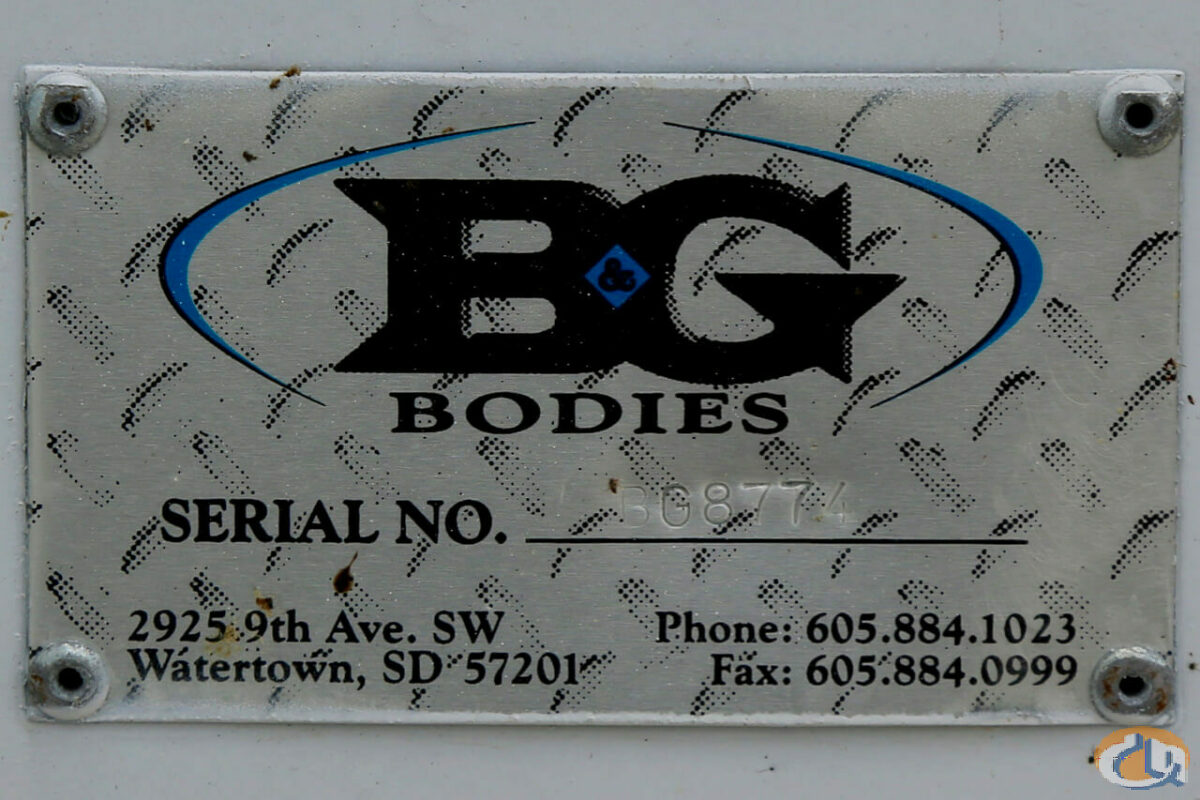 B&G
BODIES
SERIAL NO. BG8774
2925 9th Ave. SW
Watertown, SD 57201
Phone: 605.884.1023
Fax: 605.884.0999